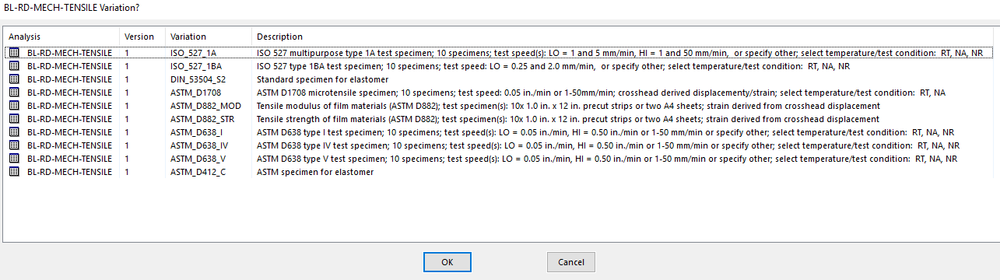 BL-RD-MECH-TENSILE Variation?
Analysis Version Variation Description
BL-RD-MECH-TENSILE 1 ISO_527_1A ISO 527 multipurpose type 1A test specimen; 10 specimens; test speed(s): LO = 1 and 5 mm/min, HI = 1 and 50 mm/min,  or specify other; select temperature/test condition:  RT, NA, NR
BL-RD-MECH-TENSILE 1 ISO_527_1BA ISO 527 type 1BA test specimen; 10 specimens; test speed: LO = 0.25 and 2.0 mm/min,  or specify other; select temperature/test condition:  RT, NA, NR
BL-RD-MECH-TENSILE 1 DIN_53504_S2 Standard specimen for elastomer
BL-RD-MECH-TENSILE 1 ASTM_D1708 ASTM D1708 microtensile specimen; 10 specimens; test speed: 0.05 in./min or 1-50mm/min; crosshead derived displacementy/strain; select temperature/test condition:  RT, NA
BL-RD-MECH-TENSILE 1 ASTM_D882_MOD Tensile modulus of film materials (ASTM D882); test specimen(s): 10x 1.0 in. x 12 in. precut strips or two A4 sheets; strain derived from crosshead displacement
BL-RD-MECH-TENSILE 1 ASTM_D882_STR Tensile strength of film materials (ASTM D882); test specimen(s): 10x 1.0 in. x 12 in. precut strips or two A4 sheets; strain derived from crosshead displacement
BL-RD-MECH-TENSILE 1 ASTM_D638_I ASTM D638 type I test specimen; 10 specimens; test speed(s): LO = 0.05 in./min, HI = 0.50 in./min or 1-50 mm/min or specify other; select temperature/test condition:  RT, NA, NR
BL-RD-MECH-TENSILE 1 ASTM_D638_IV ASTM D638 type IV test specimen; 10 specimens; test speed(s): LO = 0.05 in./min, HI = 0.50 in./min or 1-50 mm/min or specify other; select temperature/test condition:  RT, NA, NR
BL-RD-MECH-TENSILE 1 ASTM_D638_V ASTM D638 type V test specimen; 10 specimens; test speed(s): LO = 0.05 in./min, HI = 0.50 in./min or 1-50 mm/min or specify other; select temperature/test condition:  RT, NA, NR
BL-RD-MECH-TENSILE 1 ASTM_D412_C ASTM specimen for elastomer
OK Cancel